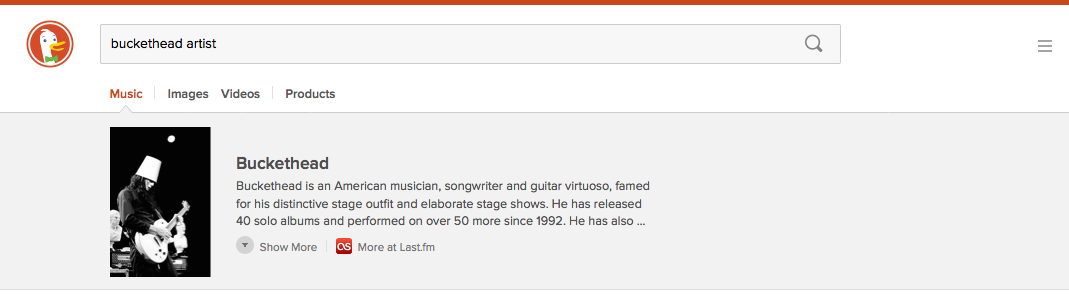 buckethead artist
Music Images Videos Products
Buckethead
Buckethead is an American musician, songwriter and guitar virtuoso, famed
for his distinctive stage outfit and elaborate stage shows. He has released
40 solo albums and performed on over 50 more since 1992. He has also ...
Show More More at Last.fm